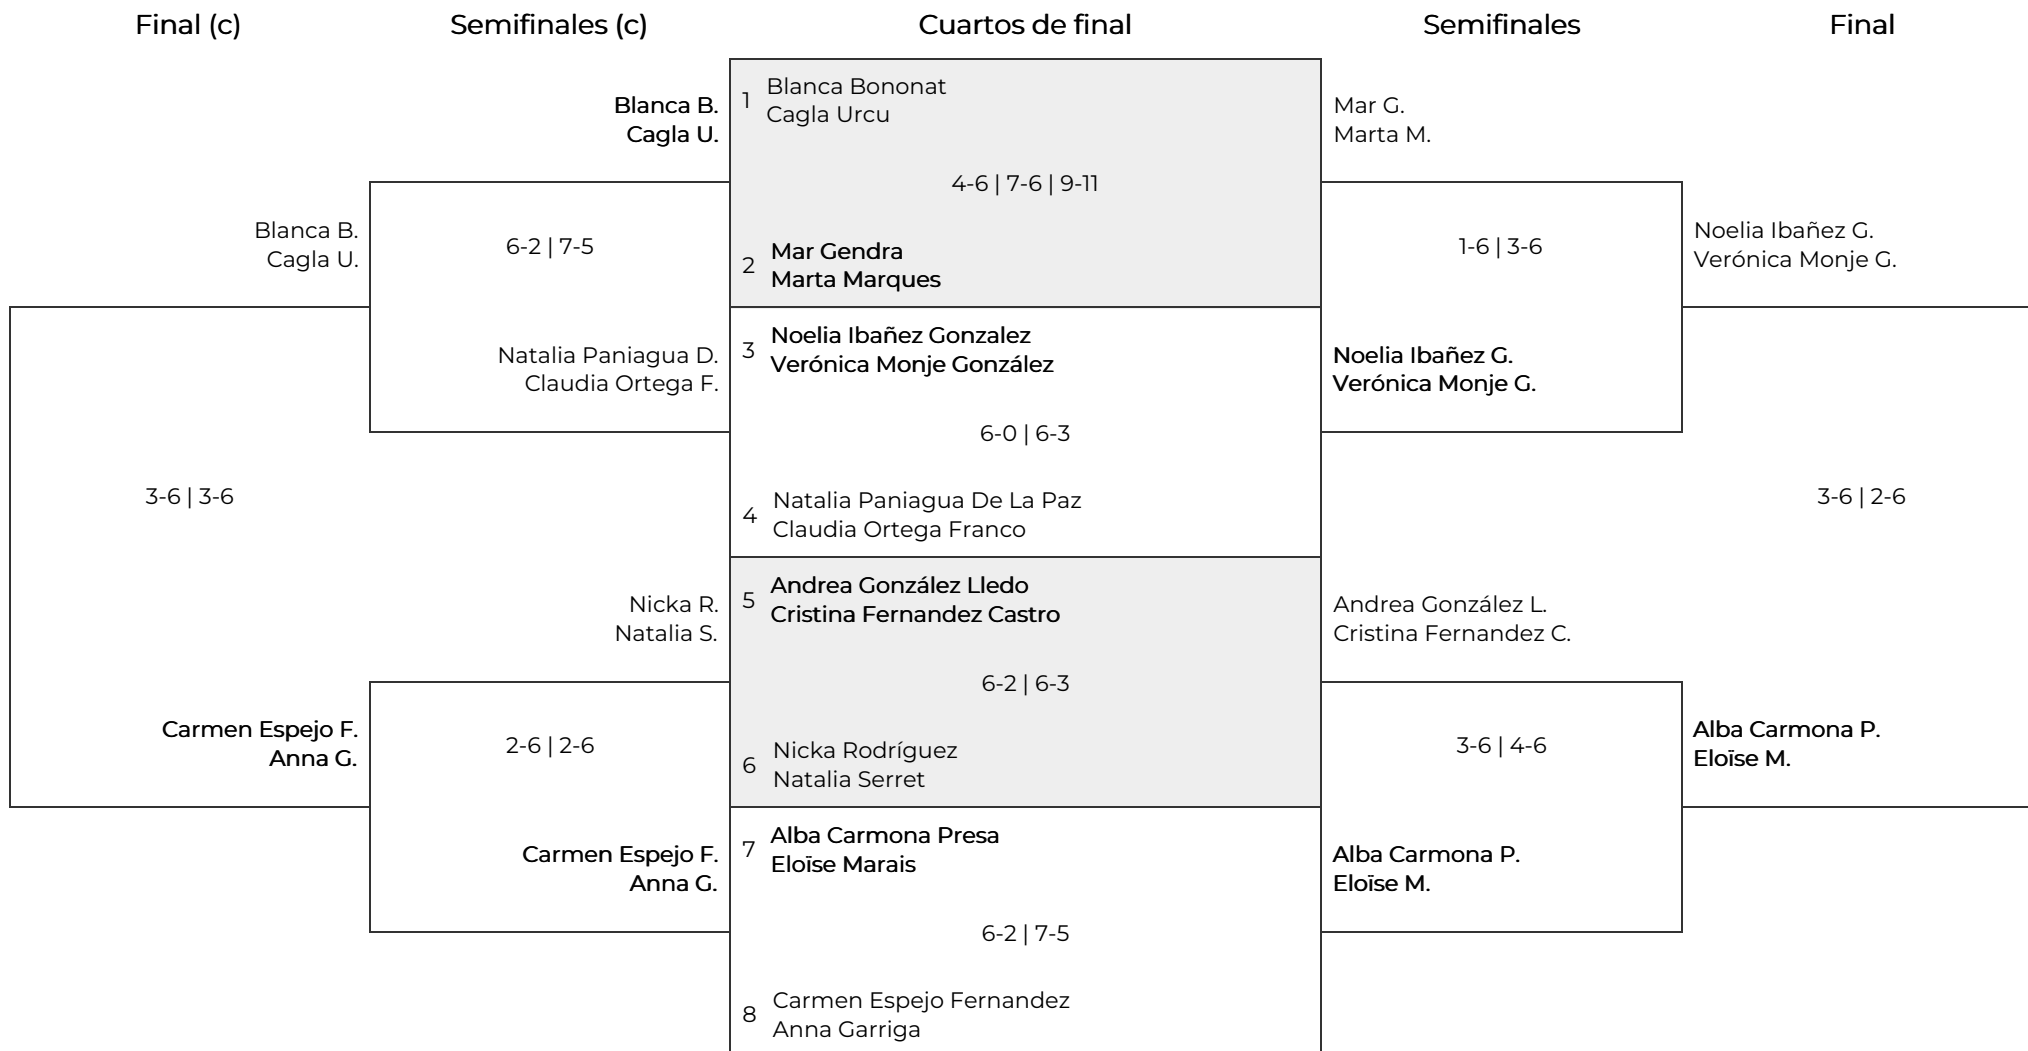 Final (c)
Semifinales (c)
Cuartos de final
Semifinales
Final
Blanca B.
Cagla U.
1
Blanca Bononat
Cagla Urcu
Mar G.
Marta M.
4-6 | 7-6 | 9-11
Blanca B.
Cagla U.
6-2 | 7-5
2
Mar Gendra
Marta Marques
1-6 | 3-6
Noelia Ibañez G.
Verónica Monje G.
Natalia Paniagua D.
Claudia Ortega F.
3
Noelia Ibañez Gonzalez
Verónica Monje González
Noelia Ibañez G.
Verónica Monje G.
6-0 | 6-3
3-6 | 3-6
4
Natalia Paniagua De La Paz
Claudia Ortega Franco
3-6 | 2-6
Nicka R.
Natalia S.
5
Andrea González Lledo
Cristina Fernandez Castro
Andrea González L.
Cristina Fernandez C.
6-2 | 6-3
Carmen Espejo F.
Anna G.
2-6 | 2-6
6
Nicka Rodríguez
Natalia Serret
3-6 | 4-6
Alba Carmona P.
Eloïse M.
Carmen Espejo F.
Anna G.
7
Alba Carmona Presa
Eloïse Marais
Alba Carmona P.
Eloïse M.
6-2 | 7-5
8
Carmen Espejo Fernandez
Anna Garriga